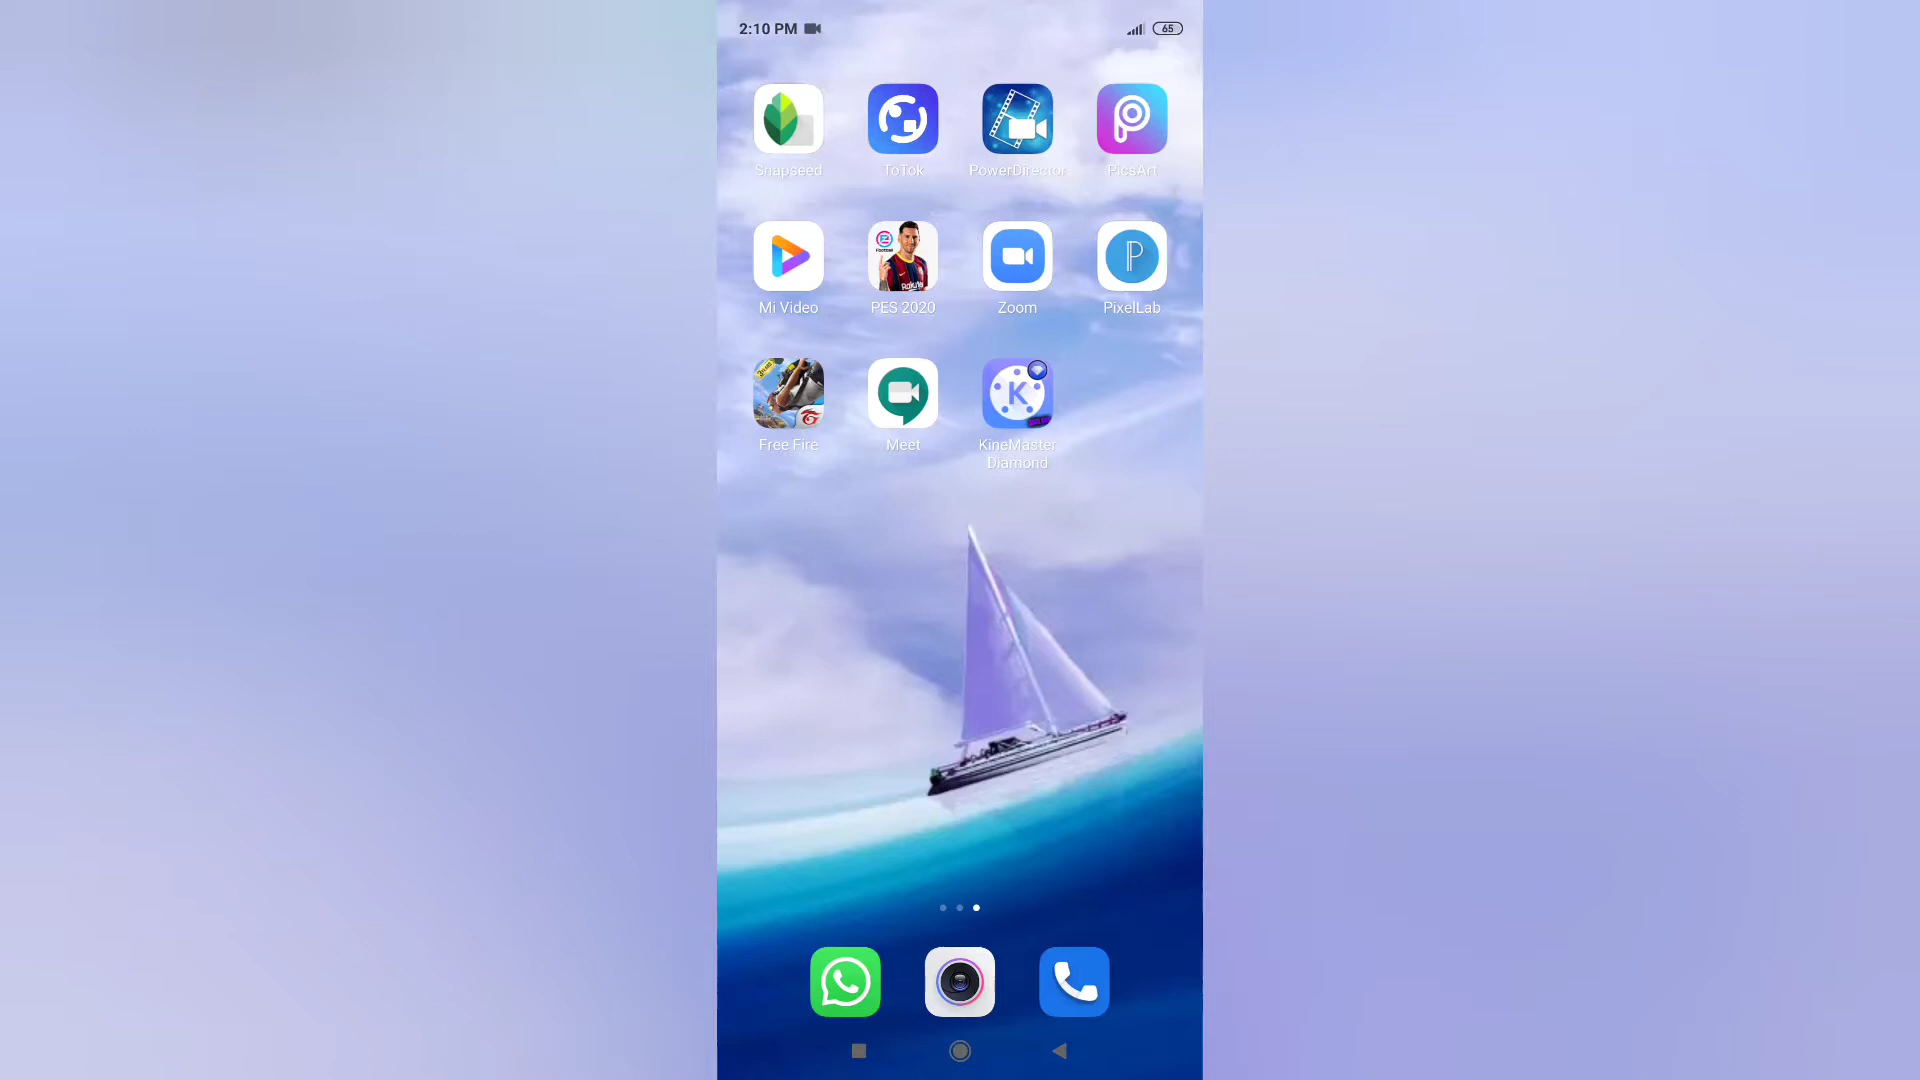 2:10 PM
65
Snapseed
ToTok
PowerDirector
PicsArt
Mi Video
PES 2020
Zoom
PixelLab
Free Fire
Meet
KineMaster
Diamond